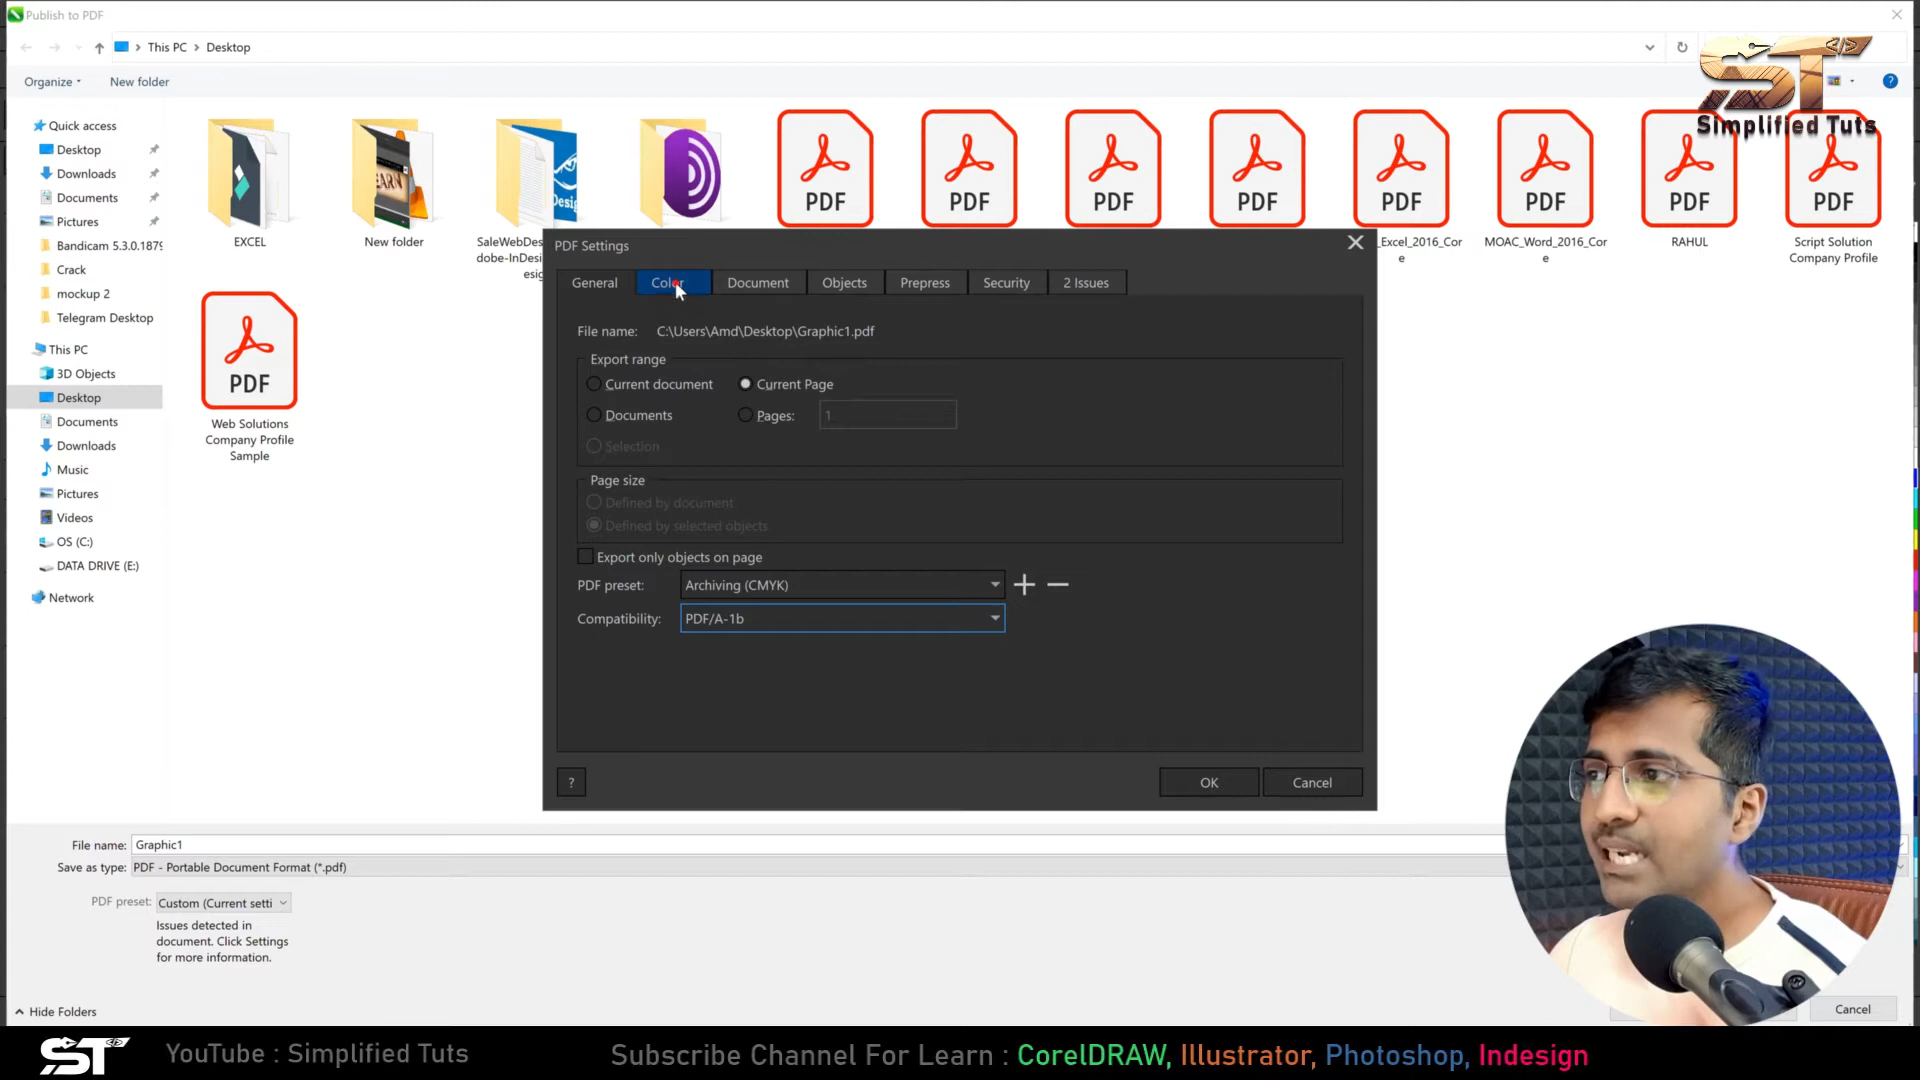 Publish to PDF
This PC > Desktop
Organize
New folder
ST
Simplified Tuts
Quick access
Desktop
Downloads
Documents
Pictures
Bandicam 5.3.0.1879
Crack
mockup 2
Telegram Desktop
This PC
3D Objects
Desktop
Documents
Downloads
Music
Pictures
Videos
OS (C:)
DATA DRIVE (E:)
Network
EXCEL
New folder
SaleWebDes
dobe-InDesi
esig
PDF
PDF
PDF
PDF
PDF
PDF
PDF
PDF
_Excel_2016_Cor
e
MOAC_Word_2016_Cor
e
RAHUL
Script Solution
Company Profile
PDF
Web Solutions
Company Profile
Sample
PDF Settings
General
Color
Document
Objects
Prepress
Security
2 Issues
File name: C:\Users\Amd\Desktop\Graphic1.pdf
Export range
Current document
Current Page
Documents
Pages: 1
Selection
Page size
Defined by document
Defined by selected objects
Export only objects on page
PDF preset: Archiving (CMYK)
Compatibility: PDF/A-1b
?
OK
Cancel
File name: Graphic1
Save as type: PDF - Portable Document Format (*.pdf)
PDF preset: Custom (Current setti
Issues detected in
document. Click Settings
for more information.
Hide Folders
Cancel
ST
YouTube : Simplified Tuts
Subscribe Channel For Learn : CorelDRAW, Illustrator, Photoshop, Indesign